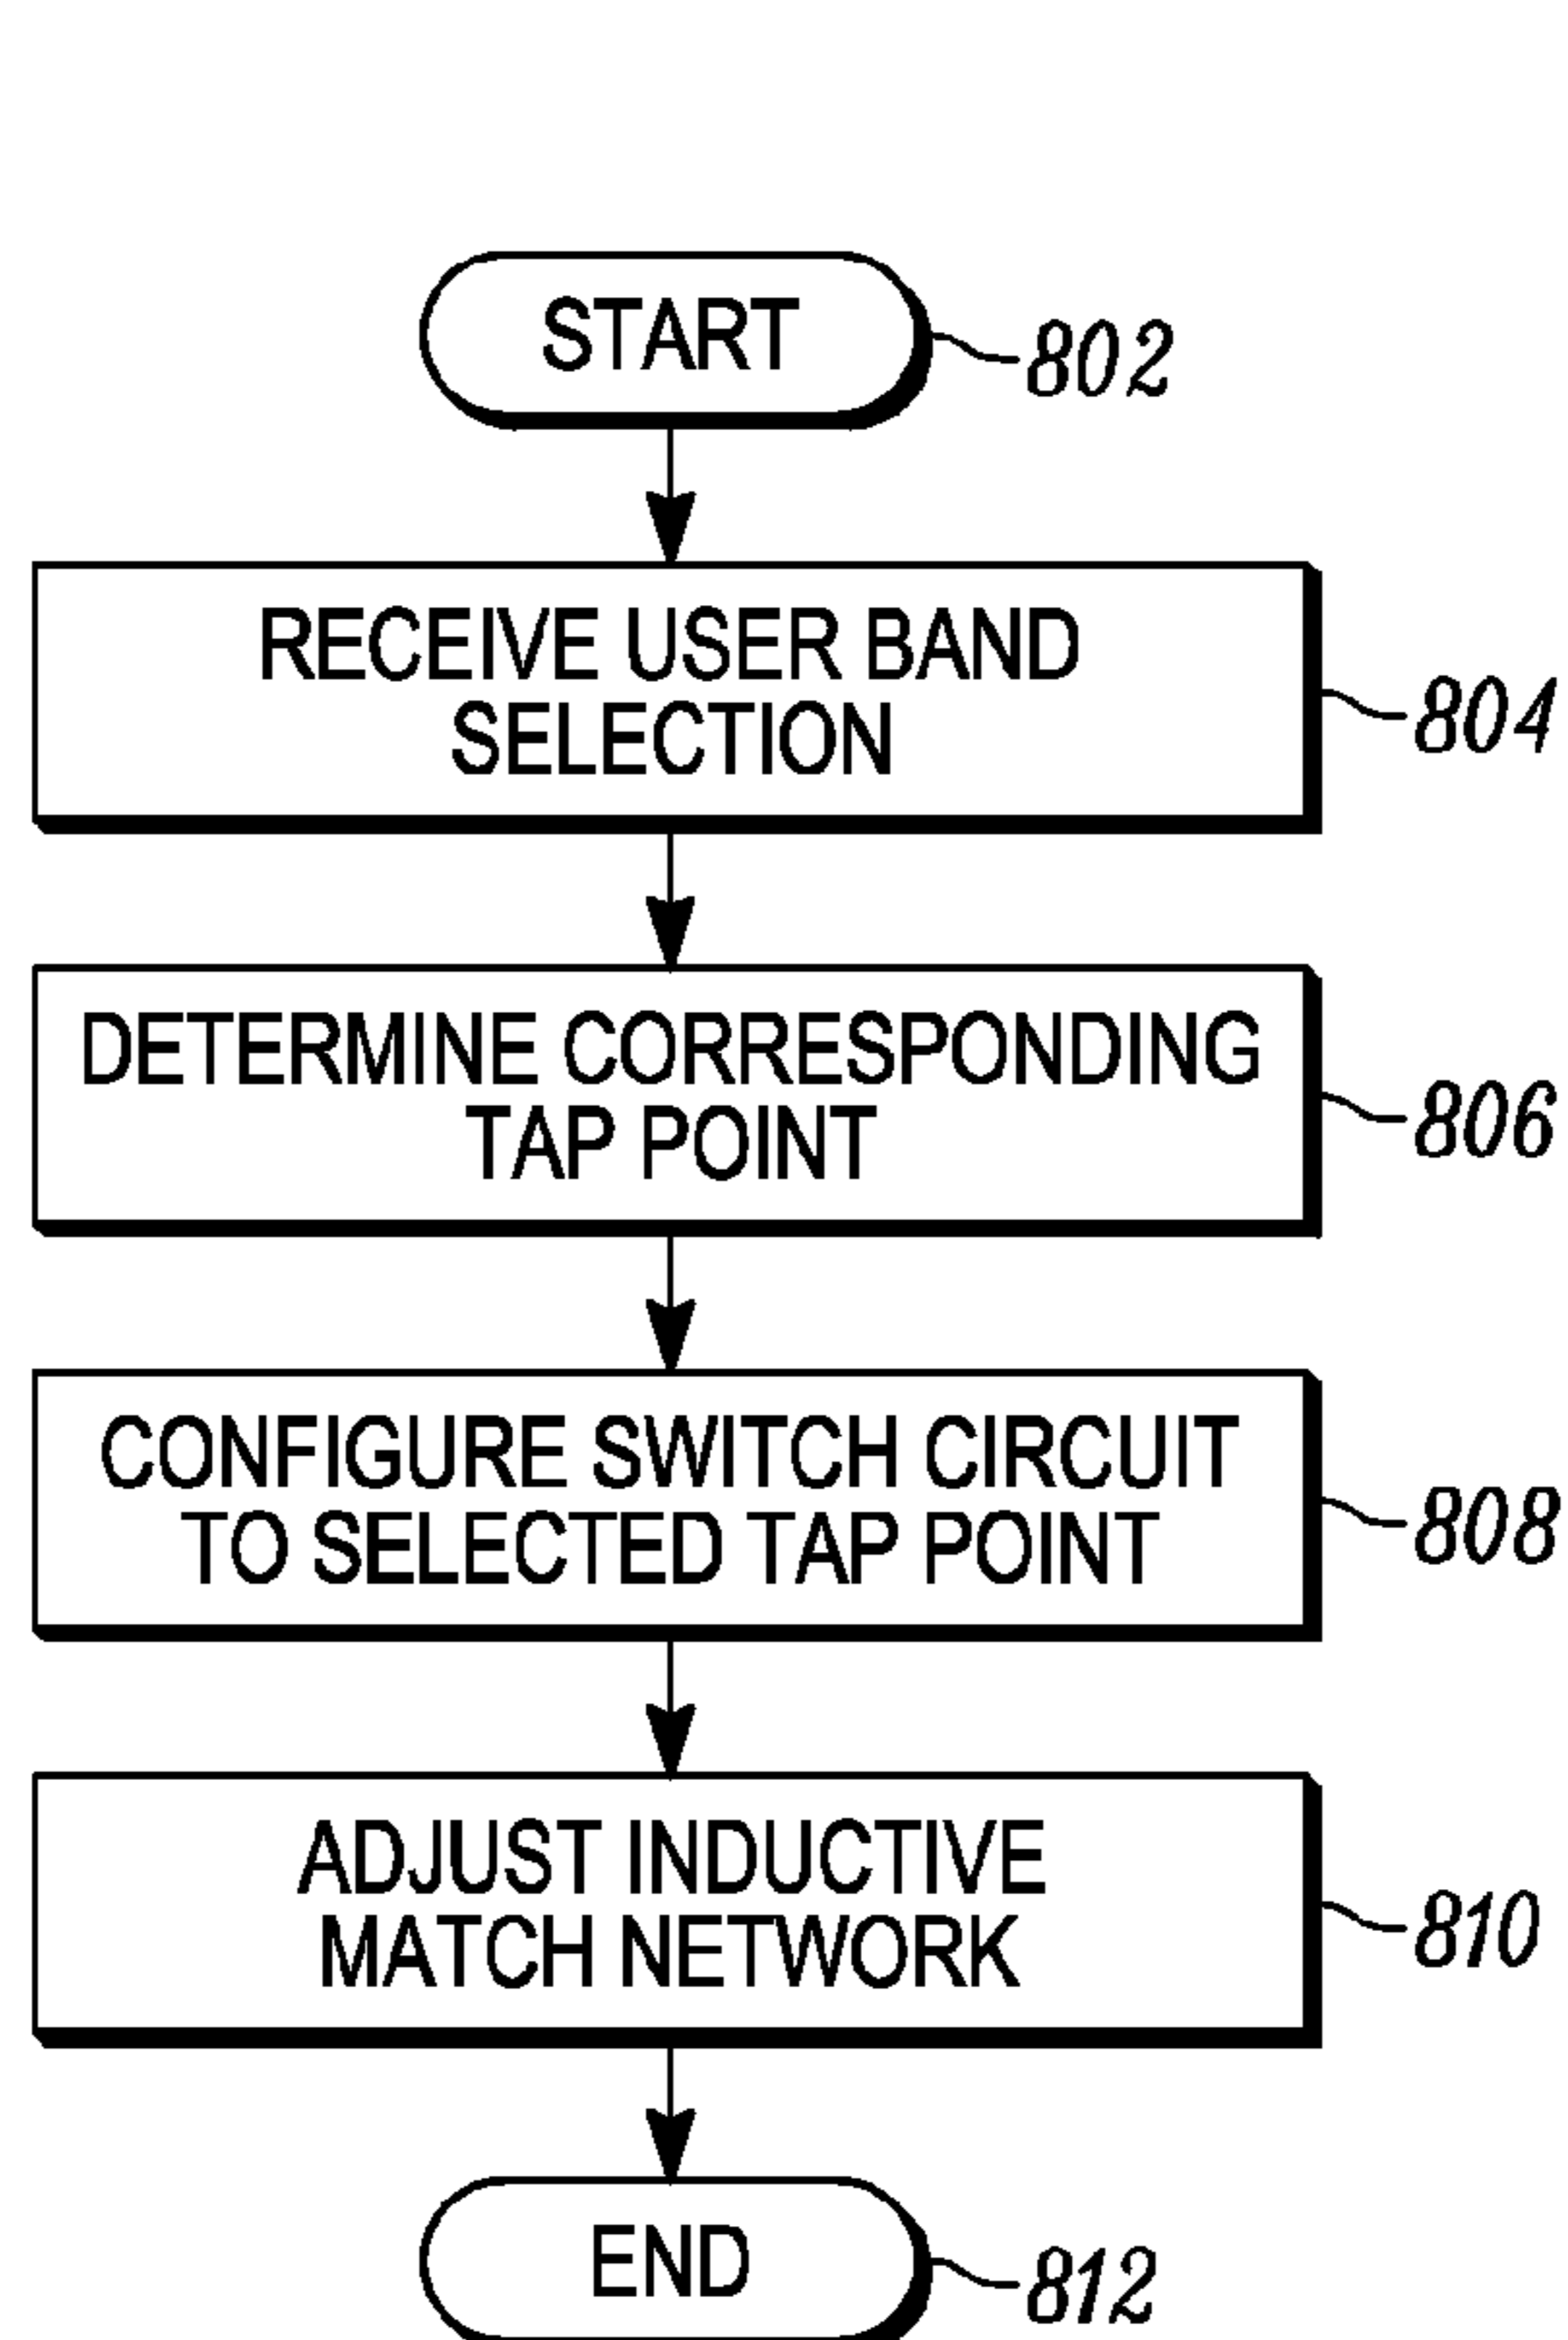 START
802
RECEIVE USER BAND
SELECTION
804
DETERMINE CORRESPONDING
TAP POINT
806
CONFIGURE SWITCH CIRCUIT
TO SELECTED TAP POINT
808
ADJUST INDUCTIVE
MATCH NETWORK
810
END
812